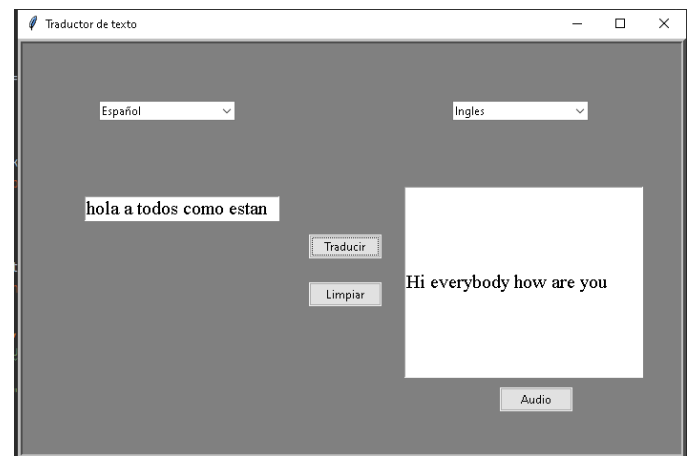 Traductor de texto
Español
Ingles
hola a todos como estan
Traducir
Limpiar
Hi everybody how are you
Audio